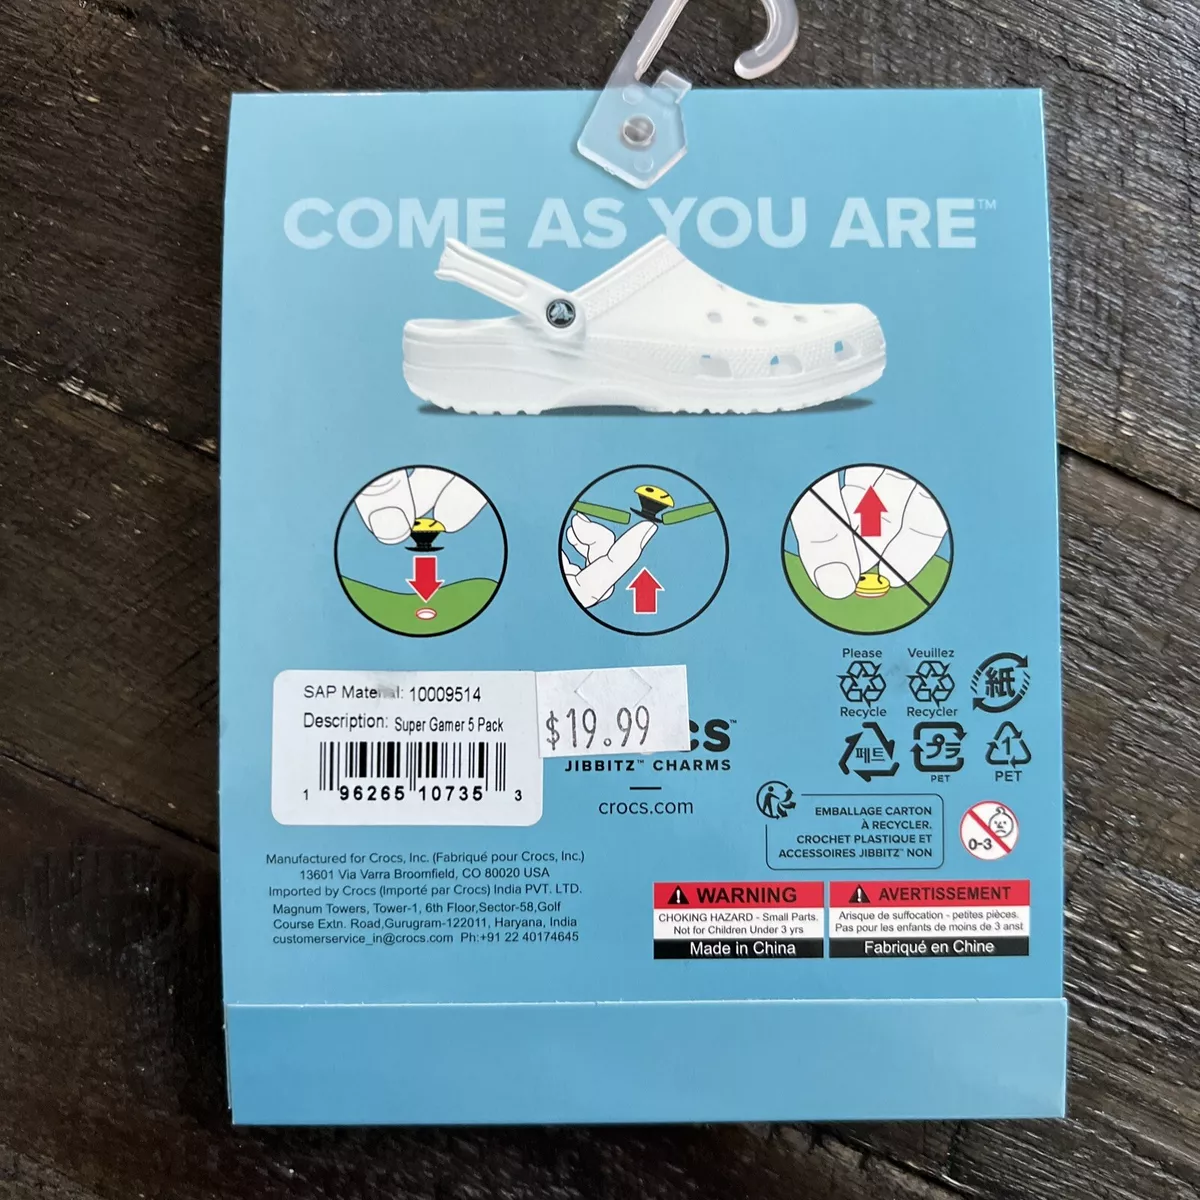 COME AS YOU ARE™
Please
Recycle
Veuillez
Recycler
紙
페트
プラ
PET
1
PET
SAP Material: 10009514
Description: Super Gamer 5 Pack
1 96265 10735 3
$19.99
CS™
JIBBITZ™ CHARMS
crocs.com
EMBALLAGE CARTON
À RECYCLER.
CROCHET PLASTIQUE ET
ACCESSOIRES JIBBITZ™ NON
0-3
Manufactured for Crocs, Inc. (Fabriqué pour Crocs, Inc.)
13601 Via Varra Broomfield, CO 80020 USA
Imported by Crocs (Importé par Crocs) India PVT. LTD.
Magnum Towers, Tower-1, 6th Floor,Sector-58,Golf
Course Extn. Road,Gurugram-122011, Haryana, India
customerservice_in@crocs.com Ph:+91 22 40174645
WARNING
CHOKING HAZARD - Small Parts.
Not for Children Under 3 yrs
Made in China
AVERTISSEMENT
Arisque de suffocation - petites pièces.
Pas pour les enfants de moins de 3 anst
Fabriqué en Chine